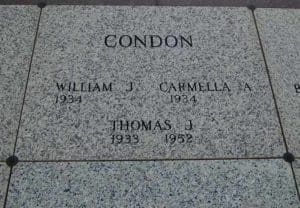 CONDON
WILLIAM J. CARMELLA A.
1934 1934
THOMAS J.
1933 1952